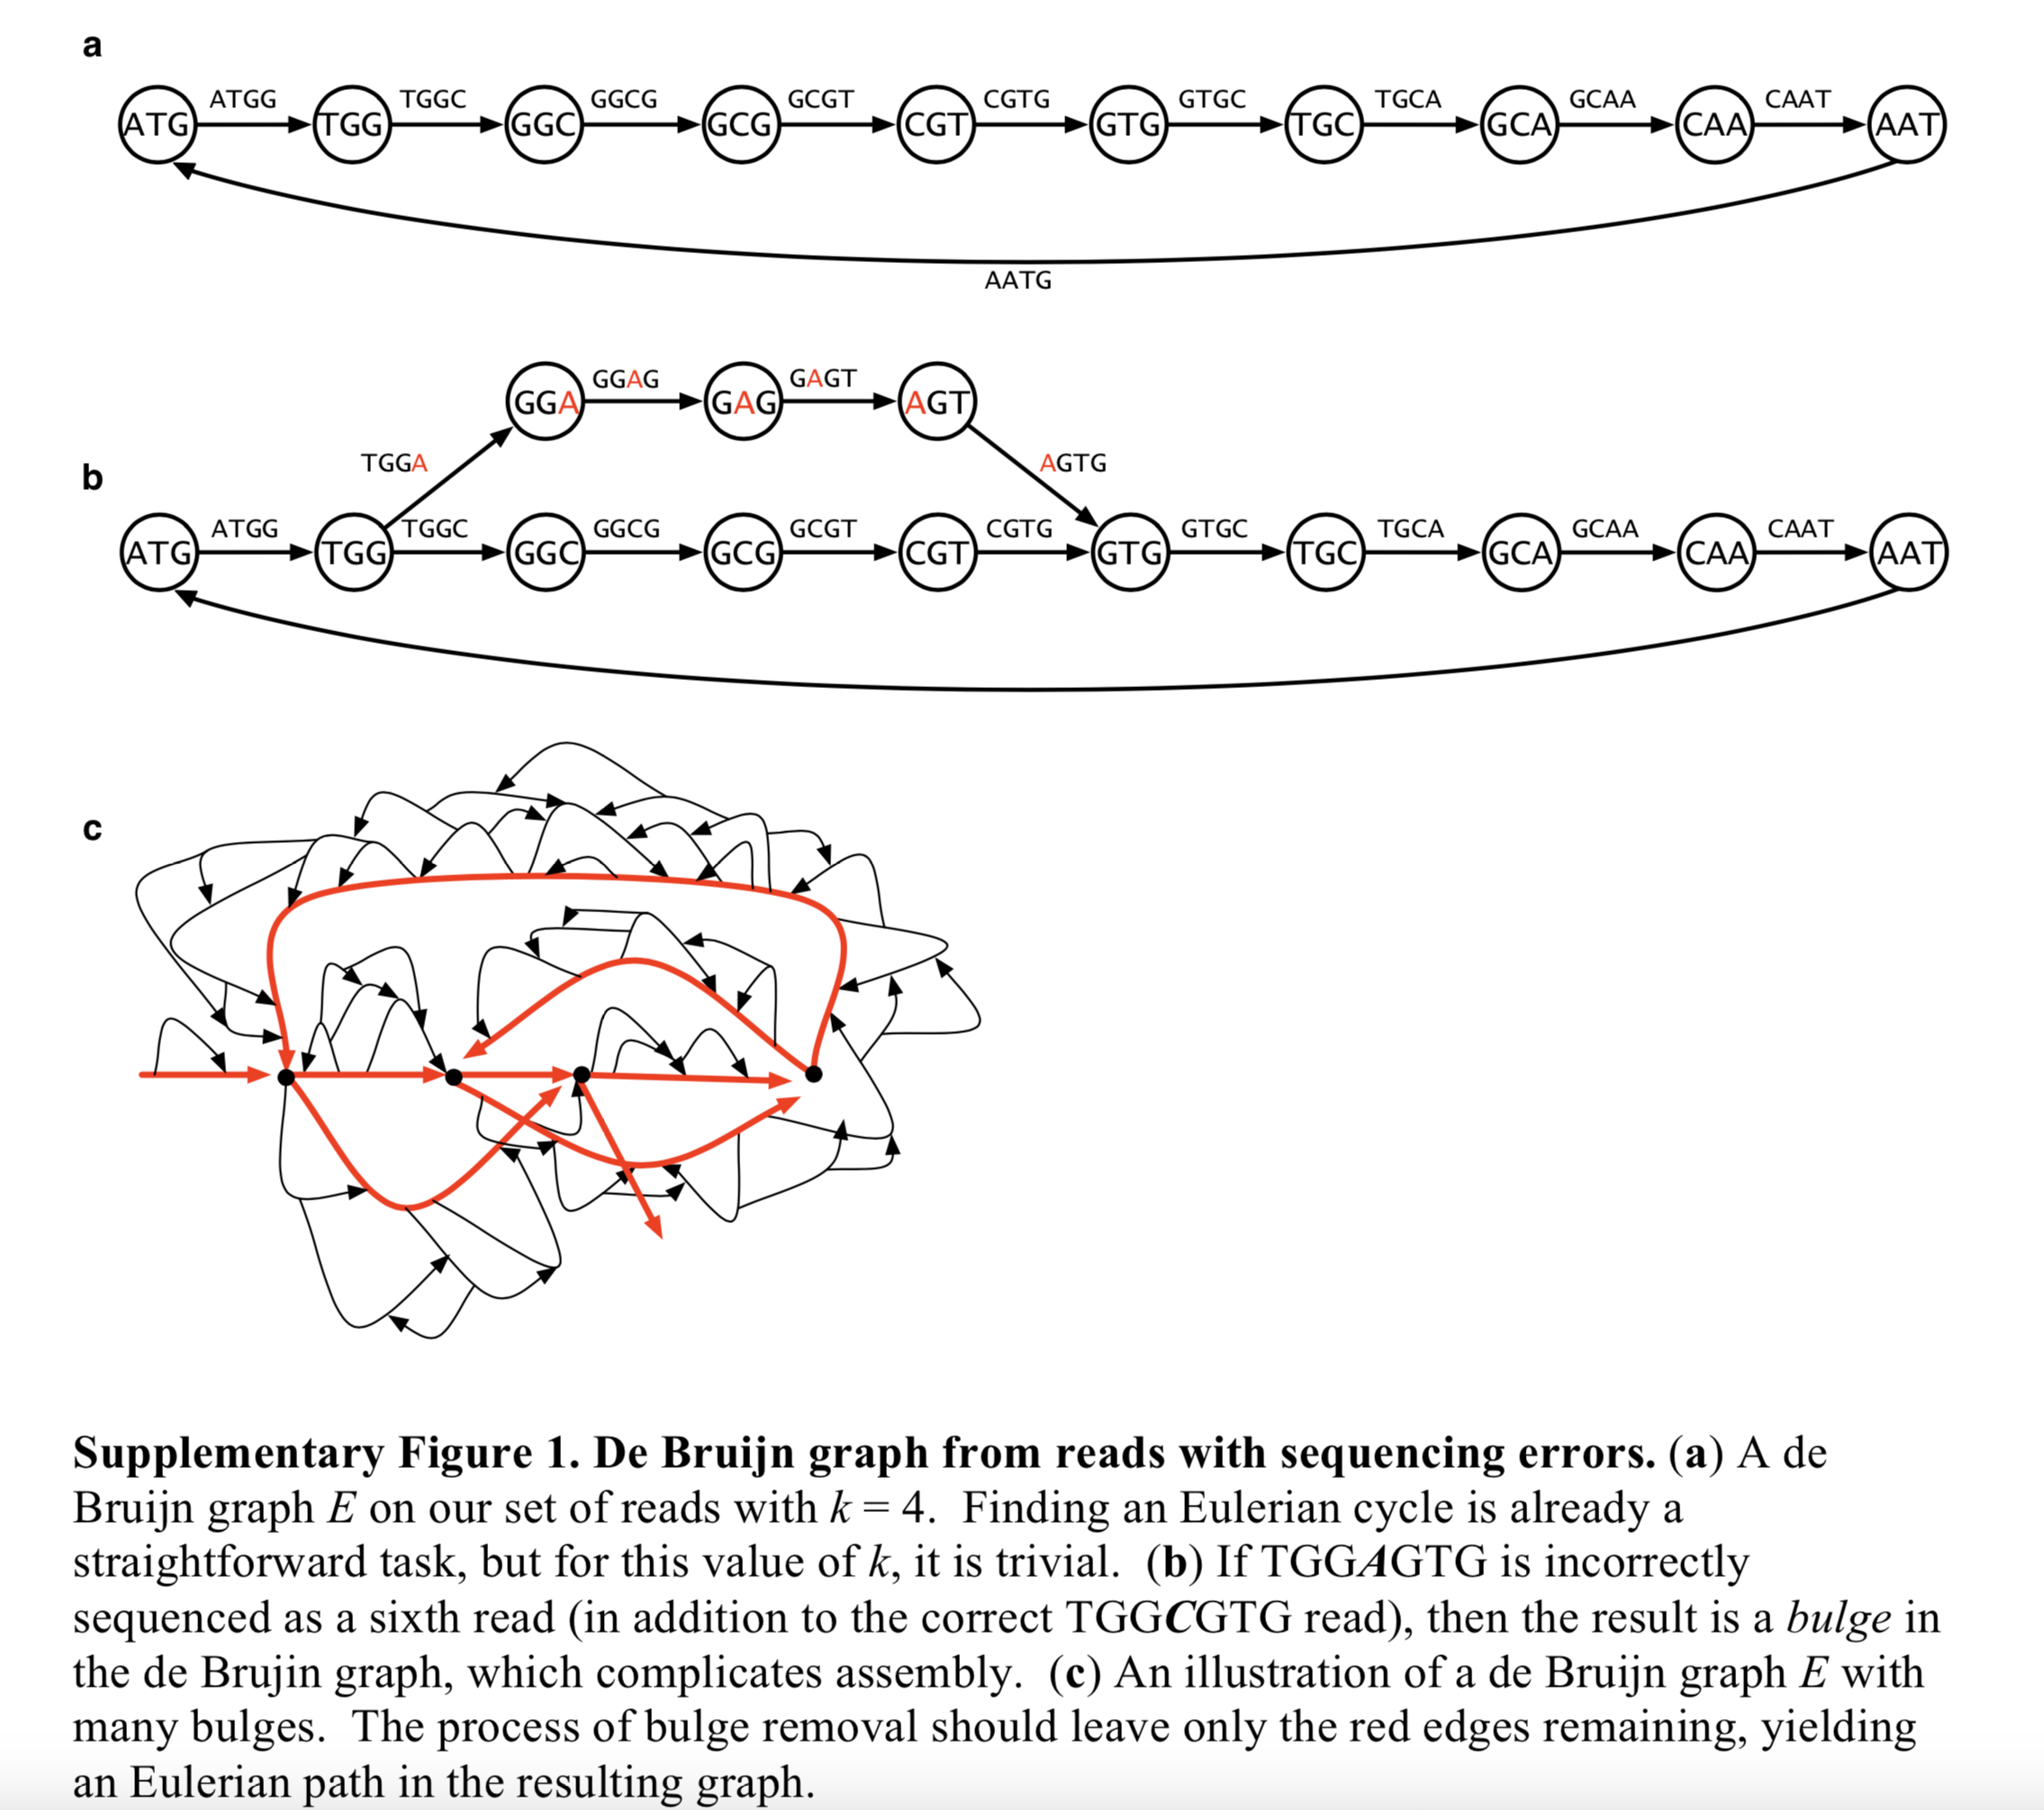 a
ATGG TGGC GGCG GCGT CGTG GTGC TGCA GCAA CAAT
ATG TGG GGC GCG CGT GTG TGC GCA CAA AAT
AATG
GGAG GAGT
GGA GAG AGT
TGGA AGTG
b
ATGG TGGC GGCG GCGT CGTG GTGC TGCA GCAA CAAT
ATG TGG GGC GCG CGT GTG TGC GCA CAA AAT
c
Supplementary Figure 1. De Bruijn graph from reads with sequencing errors. (a) A de
Bruijn graph E on our set of reads with k = 4. Finding an Eulerian cycle is already a
straightforward task, but for this value of k, it is trivial. (b) If TGGAGTG is incorrectly
sequenced as a sixth read (in addition to the correct TGGCGTG read), then the result is a bulge in
the de Brujin graph, which complicates assembly. (c) An illustration of a de Bruijn graph E with
many bulges. The process of bulge removal should leave only the red edges remaining, yielding
an Eulerian path in the resulting graph.